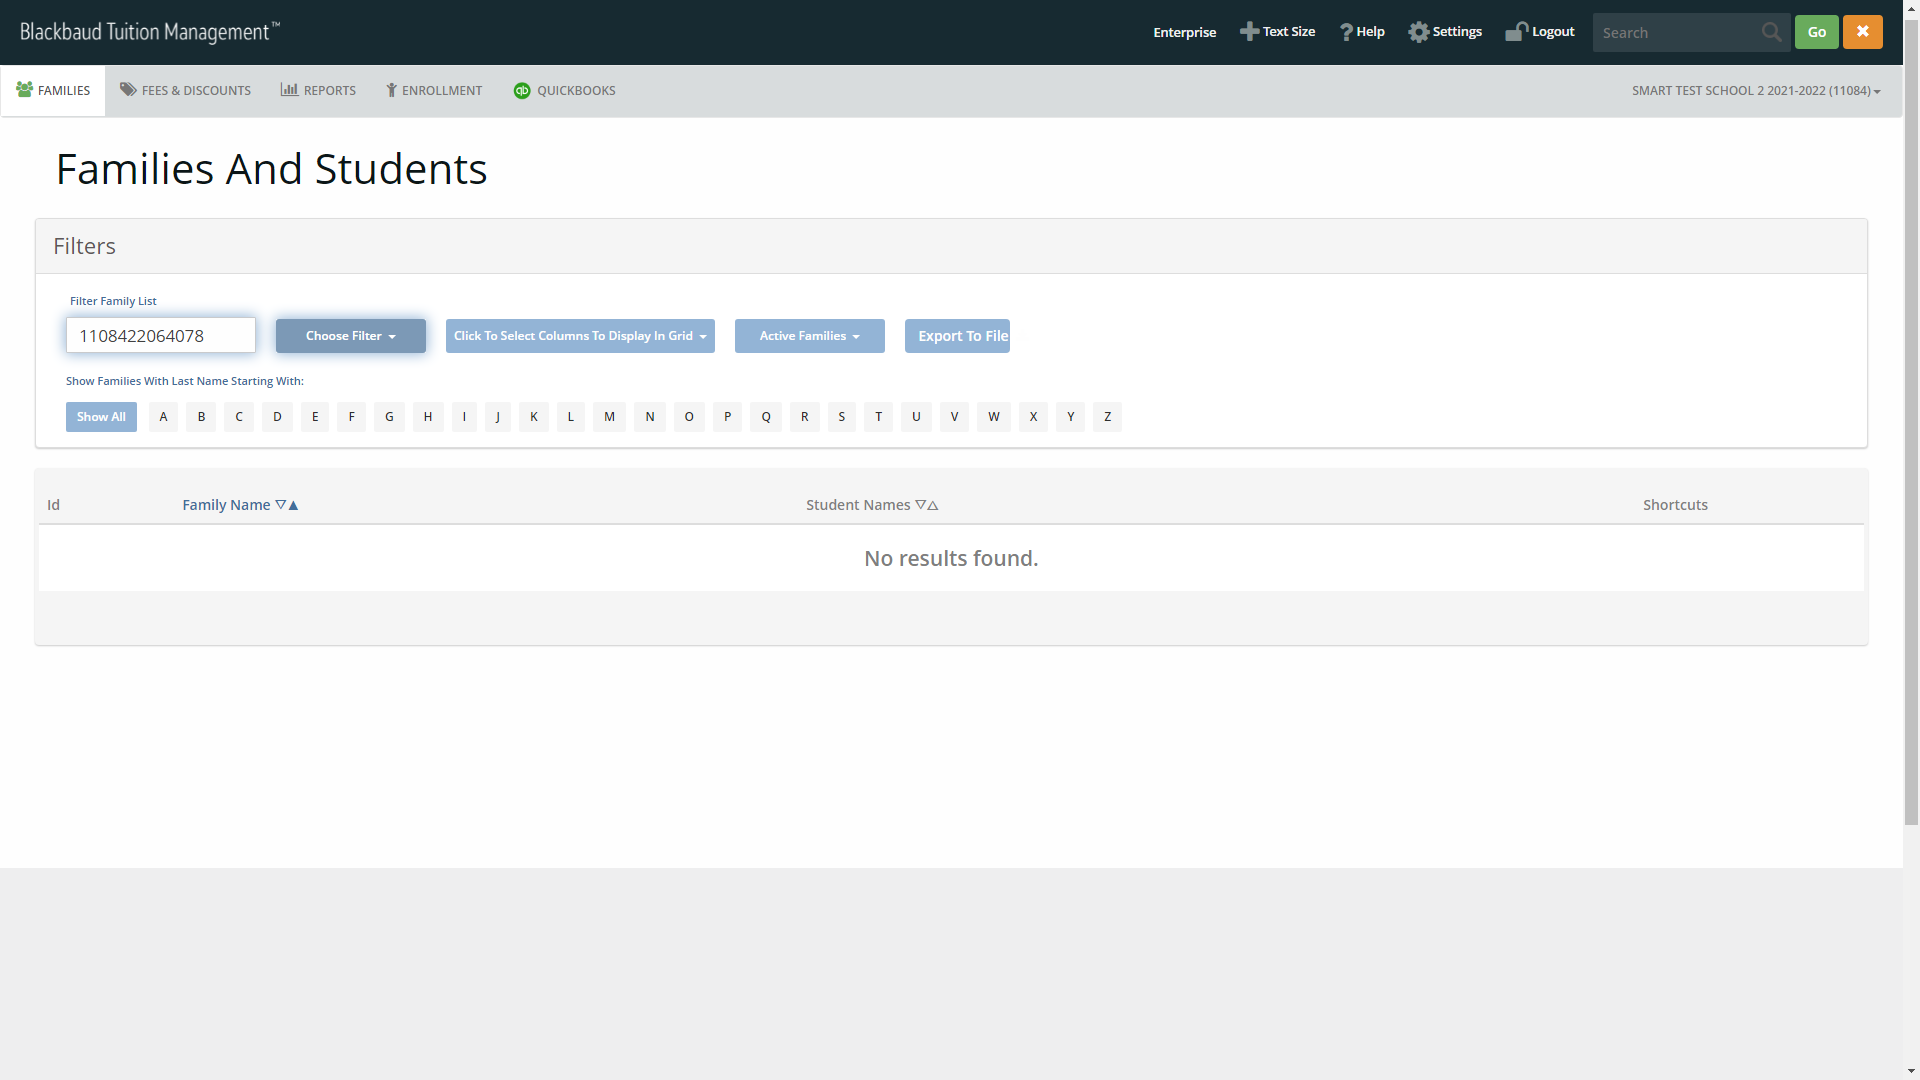 Blackbaud Tuition Management™
Enterprise Text Size ? Help Settings Logout Search Go ✖
FAMILIES FEES & DISCOUNTS REPORTS ENROLLMENT qb QUICKBOOKS SMART TEST SCHOOL 2 2021-2022 (11084)
Families And Students
Filters
Filter Family List
1108422064078 Choose Filter Click To Select Columns To Display In Grid Active Families Export To File
Show Families With Last Name Starting With:
Show All A B C D E F G H I J K L M N O P Q R S T U V W X Y Z
Id Family Name ▽▲ Student Names ▽△ Shortcuts
No results found.